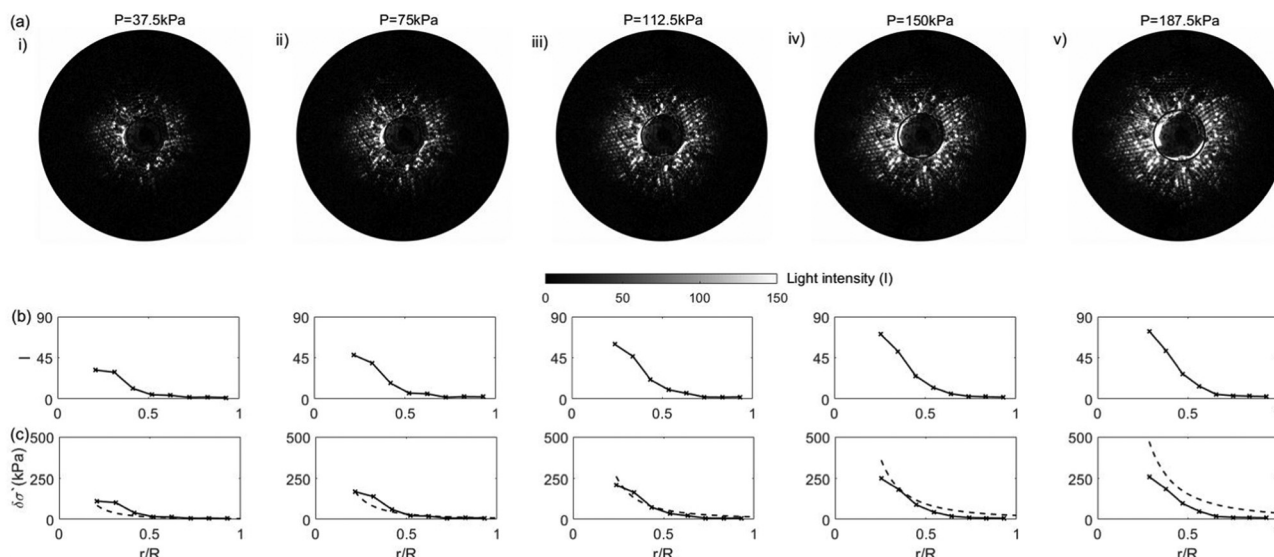 (a)
P=37.5kPa P=75kPa P=112.5kPa P=150kPa P=187.5kPa
i) ii) iii) iv) v)
Light intensity (I)
0 50 100 150
(b)
90 90 90 90 90
I
45 45 45 45 45
0 0 0 0 0
0 0.5 1 0 0.5 1 0 0.5 1 0 0.5 1 0 0.5 1
(c)
500 500 500 500 500
δσ`(kPa)
250 250 250 250 250
0 0 0 0 0
0 0.5 1 0 0.5 1 0 0.5 1 0 0.5 1 0 0.5 1
r/R r/R r/R r/R r/R